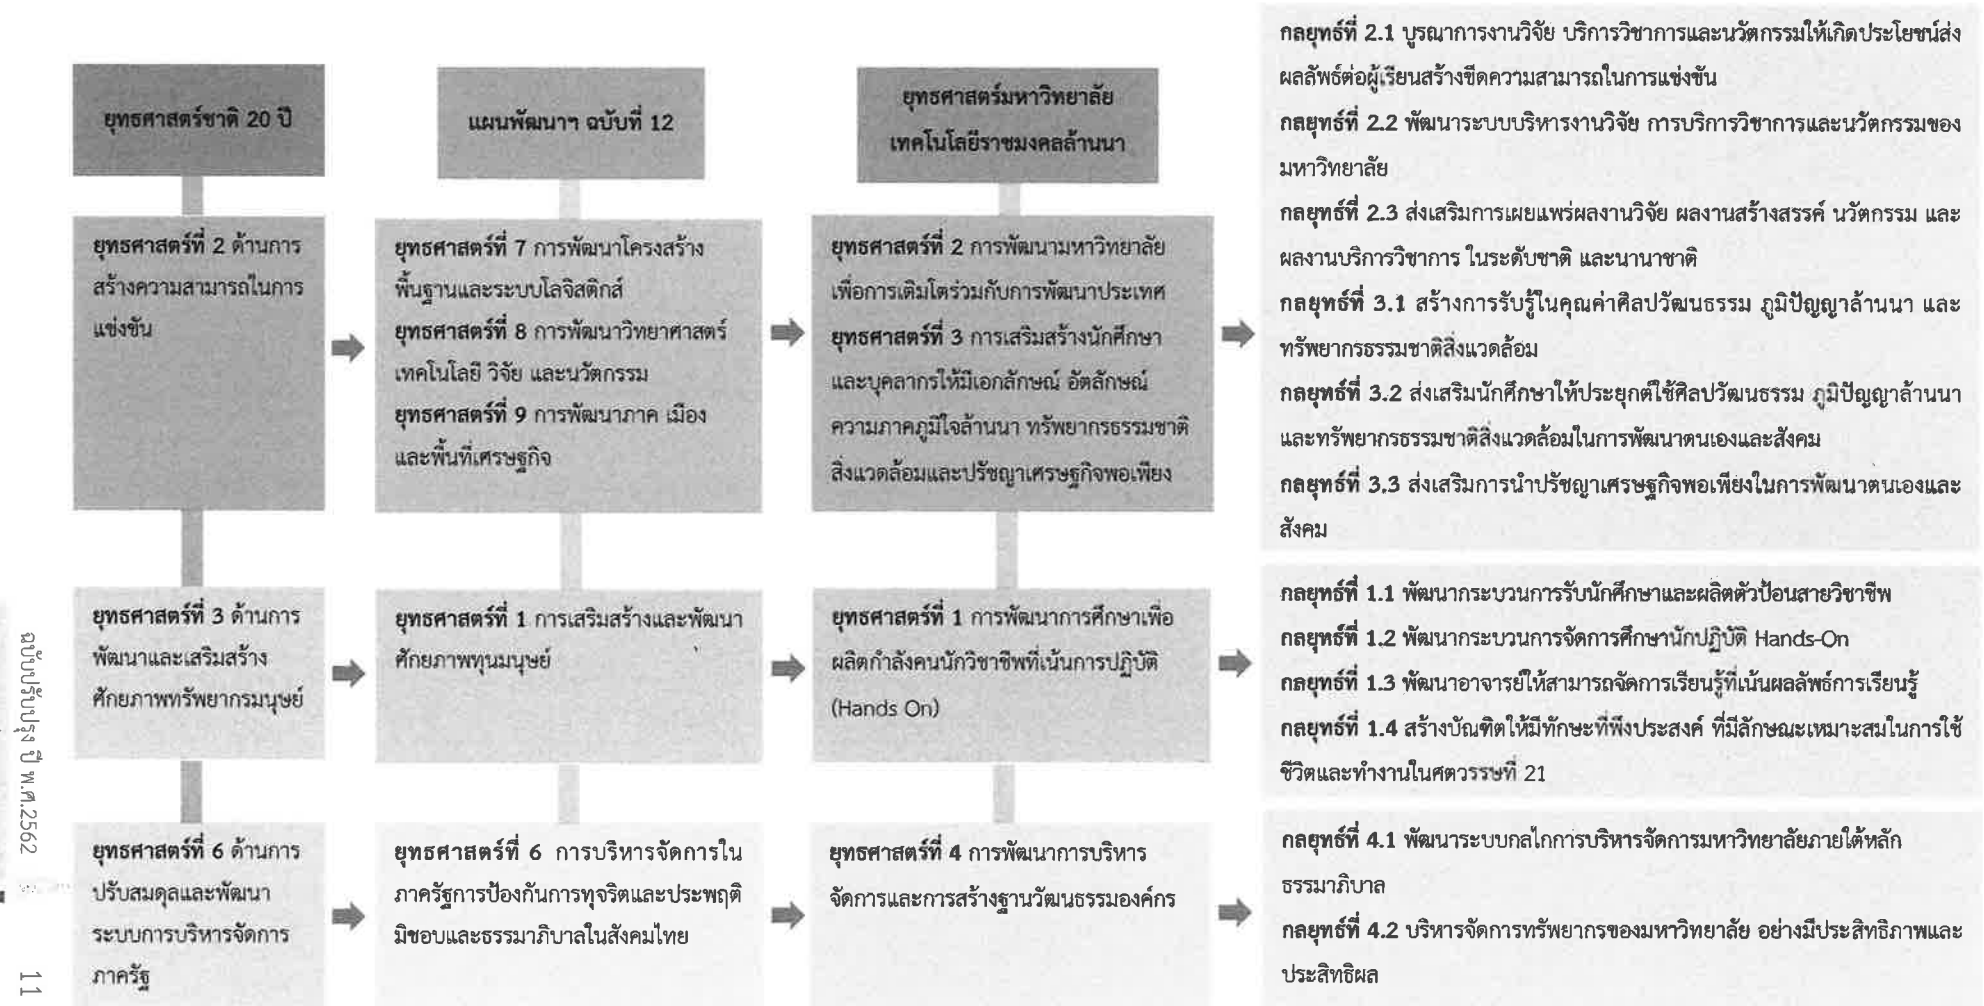 ยุทธศาสตร์ชาติ 20 ปี
แผนพัฒนาฯ ฉบับที่ 12
ยุทธศาสตร์มหาวิทยาลัย
เทคโนโลยีราชมงคลล้านนา
ยุทธศาสตร์ที่ 2 ด้านการ
สร้างความสามารถในการ
แข่งขัน
ยุทธศาสตร์ที่ 7 การพัฒนาโครงสร้าง
พื้นฐานและระบบโลจิสติกส์
ยุทธศาสตร์ที่ 8 การพัฒนาวิทยาศาสตร์
เทคโนโลยี วิจัย และนวัตกรรม
ยุทธศาสตร์ที่ 9 การพัฒนาภาค เมือง
และพื้นที่เศรษฐกิจ
ยุทธศาสตร์ที่ 2 การพัฒนามหาวิทยาลัย
เพื่อการเติมโตร่วมกับการพัฒนาประเทศ
ยุทธศาสตร์ที่ 3 การเสริมสร้างนักศึกษา
และบุคลากรให้มีเอกลักษณ์ อัตลักษณ์
ความภาคภูมิใจล้านนา ทรัพยากรธรรมชาติ
สิ่งแวดล้อมและปรัชญาเศรษฐกิจพอเพียง
กลยุทธ์ที่ 2.1 บูรณาการงานวิจัย บริการวิชาการและนวัตกรรมให้เกิดประโยชน์ส่ง
ผลลัพธ์ต่อผู้เรียนสร้างขีดความสามารถในการแข่งขัน
กลยุทธ์ที่ 2.2 พัฒนาระบบบริหารงานวิจัย การบริการวิชาการและนวัตกรรมของ
มหาวิทยาลัย
กลยุทธ์ที่ 2.3 ส่งเสริมการเผยแพร่ผลงานวิจัย ผลงานสร้างสรรค์ นวัตกรรม และ
ผลงานบริการวิชาการ ในระดับชาติ และนานาชาติ
กลยุทธ์ที่ 3.1 สร้างการรับรู้ในคุณค่าศิลปวัฒนธรรม ภูมิปัญญาล้านนา และ
ทรัพยากรธรรมชาติสิ่งแวดล้อม
กลยุทธ์ที่ 3.2 ส่งเสริมนักศึกษาให้ประยุกต์ใช้ศิลปวัฒนธรรม ภูมิปัญญาล้านนา
และทรัพยากรธรรมชาติสิ่งแวดล้อมในการพัฒนาตนเองและสังคม
กลยุทธ์ที่ 3.3 ส่งเสริมการนำปรัชญาเศรษฐกิจพอเพียงในการพัฒนาตนเองและ
สังคม
ยุทธศาสตร์ที่ 3 ด้านการ
พัฒนาและเสริมสร้าง
ศักยภาพทรัพยากรมนุษย์
ยุทธศาสตร์ที่ 1 การเสริมสร้างและพัฒนา
ศักยภาพทุนมนุษย์
ยุทธศาสตร์ที่ 1 การพัฒนาการศึกษาเพื่อ
ผลิตกำลังคนนักวิชาชีพที่เน้นการปฏิบัติ
(Hands On)
กลยุทธ์ที่ 1.1 พัฒนากระบวนการรับนักศึกษาและผลิตตัวป้อนสายวิชาชีพ
กลยุทธ์ที่ 1.2 พัฒนากระบวนการจัดการศึกษานักปฏิบัติ Hands-On
กลยุทธ์ที่ 1.3 พัฒนาอาจารย์ให้สามารถจัดการเรียนรู้ที่เน้นผลลัพธ์การเรียนรู้
กลยุทธ์ที่ 1.4 สร้างบัณฑิตให้มีทักษะที่พึงประสงค์ ที่มีลักษณะเหมาะสมในการใช้
ชีวิตและทำงานในศตวรรษที่ 21
ยุทธศาสตร์ที่ 6 ด้านการ
ปรับสมดุลและพัฒนา
ระบบการบริหารจัดการ
ภาครัฐ
ยุทธศาสตร์ที่ 6 การบริหารจัดการใน
ภาครัฐการป้องกันการทุจริตและประพฤติ
มิชอบและธรรมาภิบาลในสังคมไทย
ยุทธศาสตร์ที่ 4 การพัฒนาการบริหาร
จัดการและการสร้างฐานวัฒนธรรมองค์กร
กลยุทธ์ที่ 4.1 พัฒนาระบบกลไกการบริหารจัดการมหาวิทยาลัยภายใต้หลัก
ธรรมาภิบาล
กลยุทธ์ที่ 4.2 บริหารจัดการทรัพยากรของมหาวิทยาลัย อย่างมีประสิทธิภาพและ
ประสิทธิผล
ฉบับปรับปรุง ปี พ.ศ.2562 11